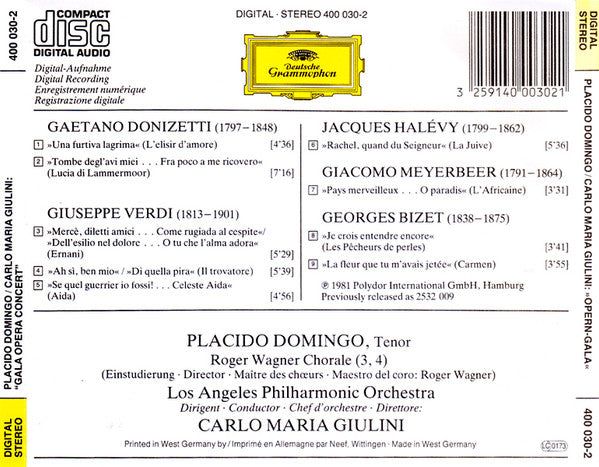 400 030-2
PLACIDO DOMINGO/CARLO MARIA GIULINI:
"GALA OPERA CONCERT"
DIGITAL
STEREO
COMPACT
disc
DIGITAL AUDIO
DIGITAL · STEREO 400 030-2
Deutsche
Grammophon
3 259140 003021
Digital-Aufnahme
Digital Recording
Enregistrement numérique
Registrazione digitale
GAETANO DONIZETTI (1797–1848)
1 »Una furtiva lagrima« (L'elisir d'amore) [4'36]
2 »Tombe degl'avi miei . . . Fra poco a me ricovero«
(Lucia di Lammermoor) [7'16]
GIUSEPPE VERDI (1813–1901)
3 »Mercè, diletti amici . . . Come rugiada al cespite«/
»Dell'esilio nel dolore . . . O tu che l'alma adora«
(Ernani) [5'29]
4 »Ah sì, ben mio«/»Di quella pira« (Il trovatore) [5'39]
5 »Se quel guerrier io fossi! . . . Celeste Aida«
(Aida) [4'56]
JACQUES HALÉVY (1799–1862)
6 »Rachel, quand du Seigneur« (La Juive) [5'36]
GIACOMO MEYERBEER (1791–1864)
7 »Pays merveilleux . . . O paradis« (L'Africaine) [3'31]
GEORGES BIZET (1838–1875)
8 »Je crois entendre encore«
(Les Pêcheurs de perles) [3'41]
9 »La fleur que tu m'avais jetée« (Carmen) [3'55]
℗ 1981 Polydor International GmbH, Hamburg
Previously released as 2532 009
PLACIDO DOMINGO, Tenor
Roger Wagner Chorale (3, 4)
(Einstudierung · Director · Maître des chœurs · Maestro del coro: Roger Wagner)
Los Angeles Philharmonic Orchestra
Dirigent · Conductor · Chef d'orchestre · Direttore:
CARLO MARIA GIULINI
Printed in West Germany by / Imprimé en Allemagne par Neef, Wittingen · Made in West Germany
LC 0173
DIGITAL
STEREO
PLACIDO DOMINGO/CARLO MARIA GIULINI: »OPERN-GALA«
400 030-2